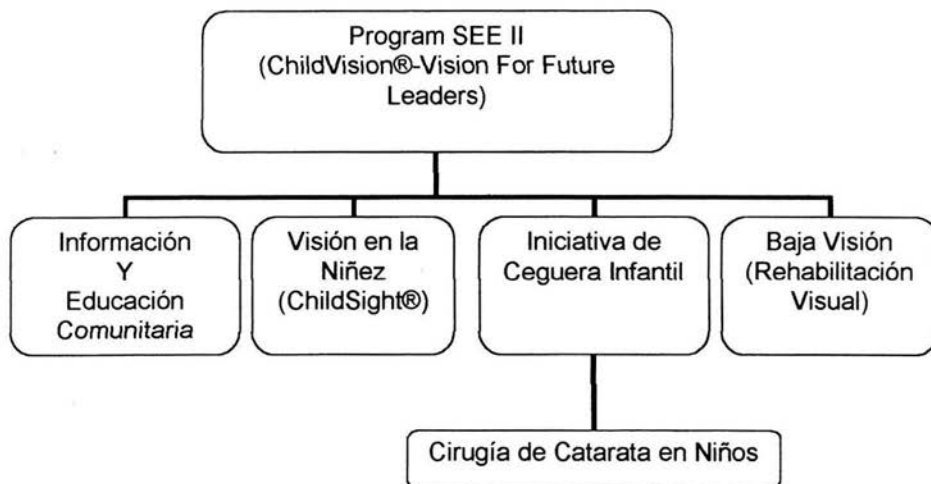 Program SEE II
(ChildVision®-Vision For Future
Leaders)
Información
Y
Educación
Comunitaria
Visión en la
Niñez
(ChildSight®)
Iniciativa de
Ceguera Infantil
Baja Visión
(Rehabilitación
Visual)
Cirugía de Catarata en Niños